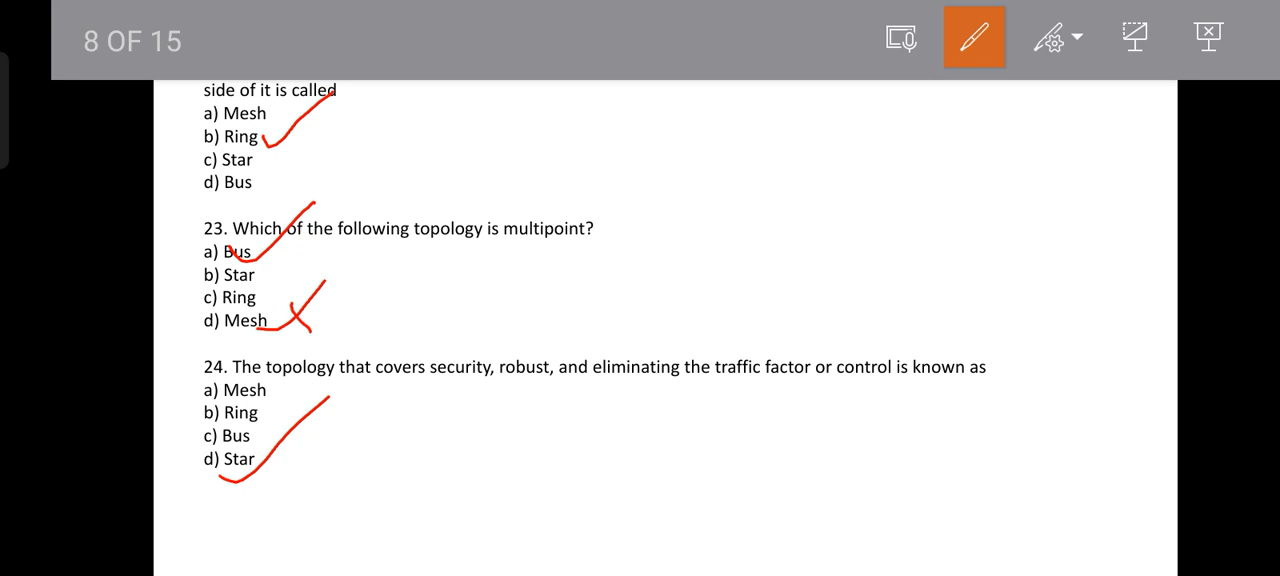 8 OF 15
side of it is called
a) Mesh
b) Ring
c) Star
d) Bus
23. Which of the following topology is multipoint?
a) Bus
b) Star
c) Ring
d) Mesh
24. The topology that covers security, robust, and eliminating the traffic factor or control is known as
a) Mesh
b) Ring
c) Bus
d) Star